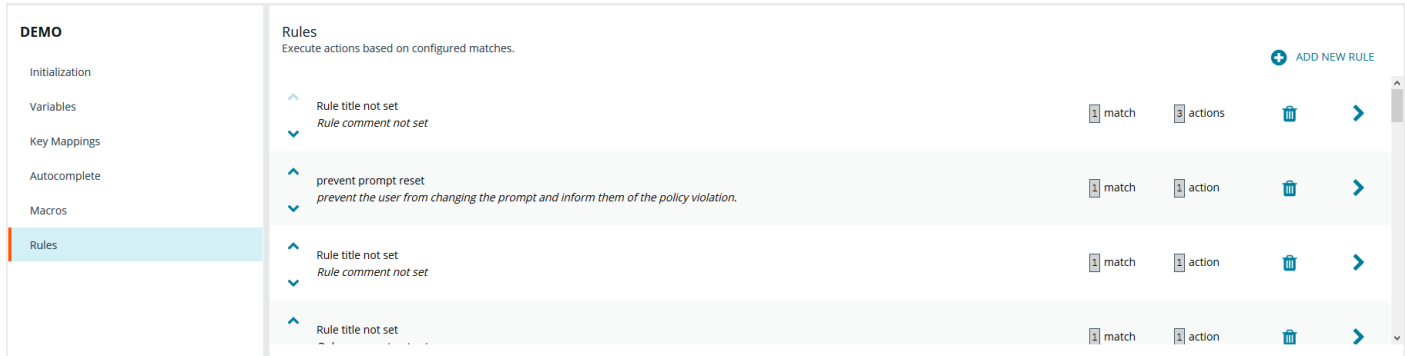 DEMO
Initialization
Variables
Key Mappings
Autocomplete
Macros
Rules
Rules
Execute actions based on configured matches.
ADD NEW RULE
Rule title not set
Rule comment not set
1 match 3 actions
prevent prompt reset
prevent the user from changing the prompt and inform them of the policy violation.
1 match 1 action
Rule title not set
Rule comment not set
1 match 1 action
Rule title not set
1 match 1 action